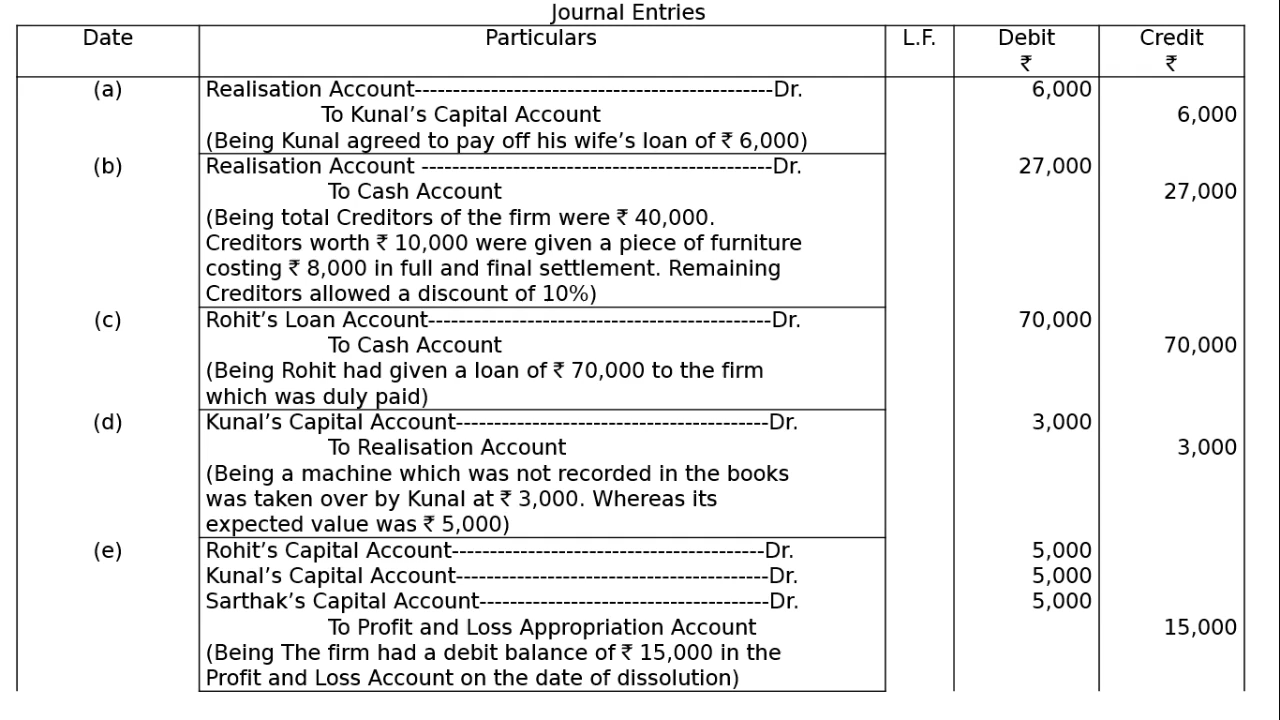 Journal Entries
Date Particulars L.F. Debit Credit
₹ ₹
(a) Realisation Account-----------------------------------------------Dr. 6,000
To Kunal’s Capital Account 6,000
(Being Kunal agreed to pay off his wife’s loan of ₹ 6,000)
(b) Realisation Account ----------------------------------------------Dr. 27,000
To Cash Account 27,000
(Being total Creditors of the firm were ₹ 40,000.
Creditors worth ₹ 10,000 were given a piece of furniture
costing ₹ 8,000 in full and final settlement. Remaining
Creditors allowed a discount of 10%)
(c) Rohit’s Loan Account---------------------------------------------Dr. 70,000
To Cash Account 70,000
(Being Rohit had given a loan of ₹ 70,000 to the firm
which was duly paid)
(d) Kunal’s Capital Account-----------------------------------------Dr. 3,000
To Realisation Account 3,000
(Being a machine which was not recorded in the books
was taken over by Kunal at ₹ 3,000. Whereas its
expected value was ₹ 5,000)
(e) Rohit’s Capital Account-----------------------------------------Dr. 5,000
Kunal’s Capital Account-----------------------------------------Dr. 5,000
Sarthak’s Capital Account--------------------------------------Dr. 5,000
To Profit and Loss Appropriation Account 15,000
(Being The firm had a debit balance of ₹ 15,000 in the
Profit and Loss Account on the date of dissolution)